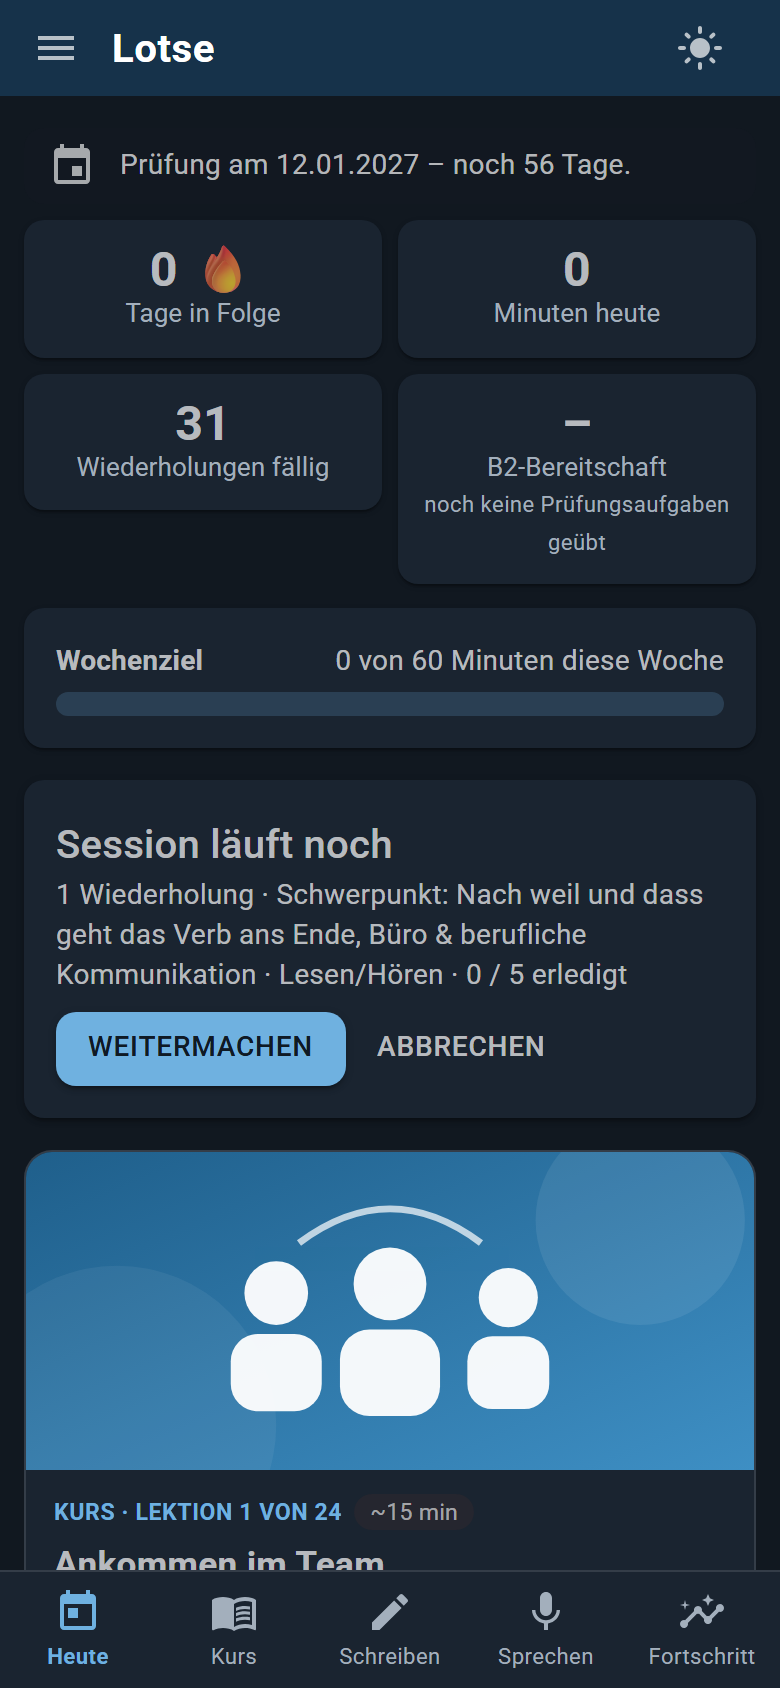 Lotse
Prüfung am 12.01.2027 – noch 56 Tage.
0 🔥
Tage in Folge
0
Minuten heute
31
Wiederholungen fällig
–
B2-Bereitschaft
noch keine Prüfungsaufgaben
geübt
Wochenziel
0 von 60 Minuten diese Woche
Session läuft noch
1 Wiederholung · Schwerpunkt: Nach weil und dass
geht das Verb ans Ende, Büro & berufliche
Kommunikation · Lesen/Hören · 0 / 5 erledigt
WEITERMACHEN
ABBRECHEN
KURS · LEKTION 1 VON 24
~15 min
Ankommen im Team
Heute
Kurs
Schreiben
Sprechen
Fortschritt